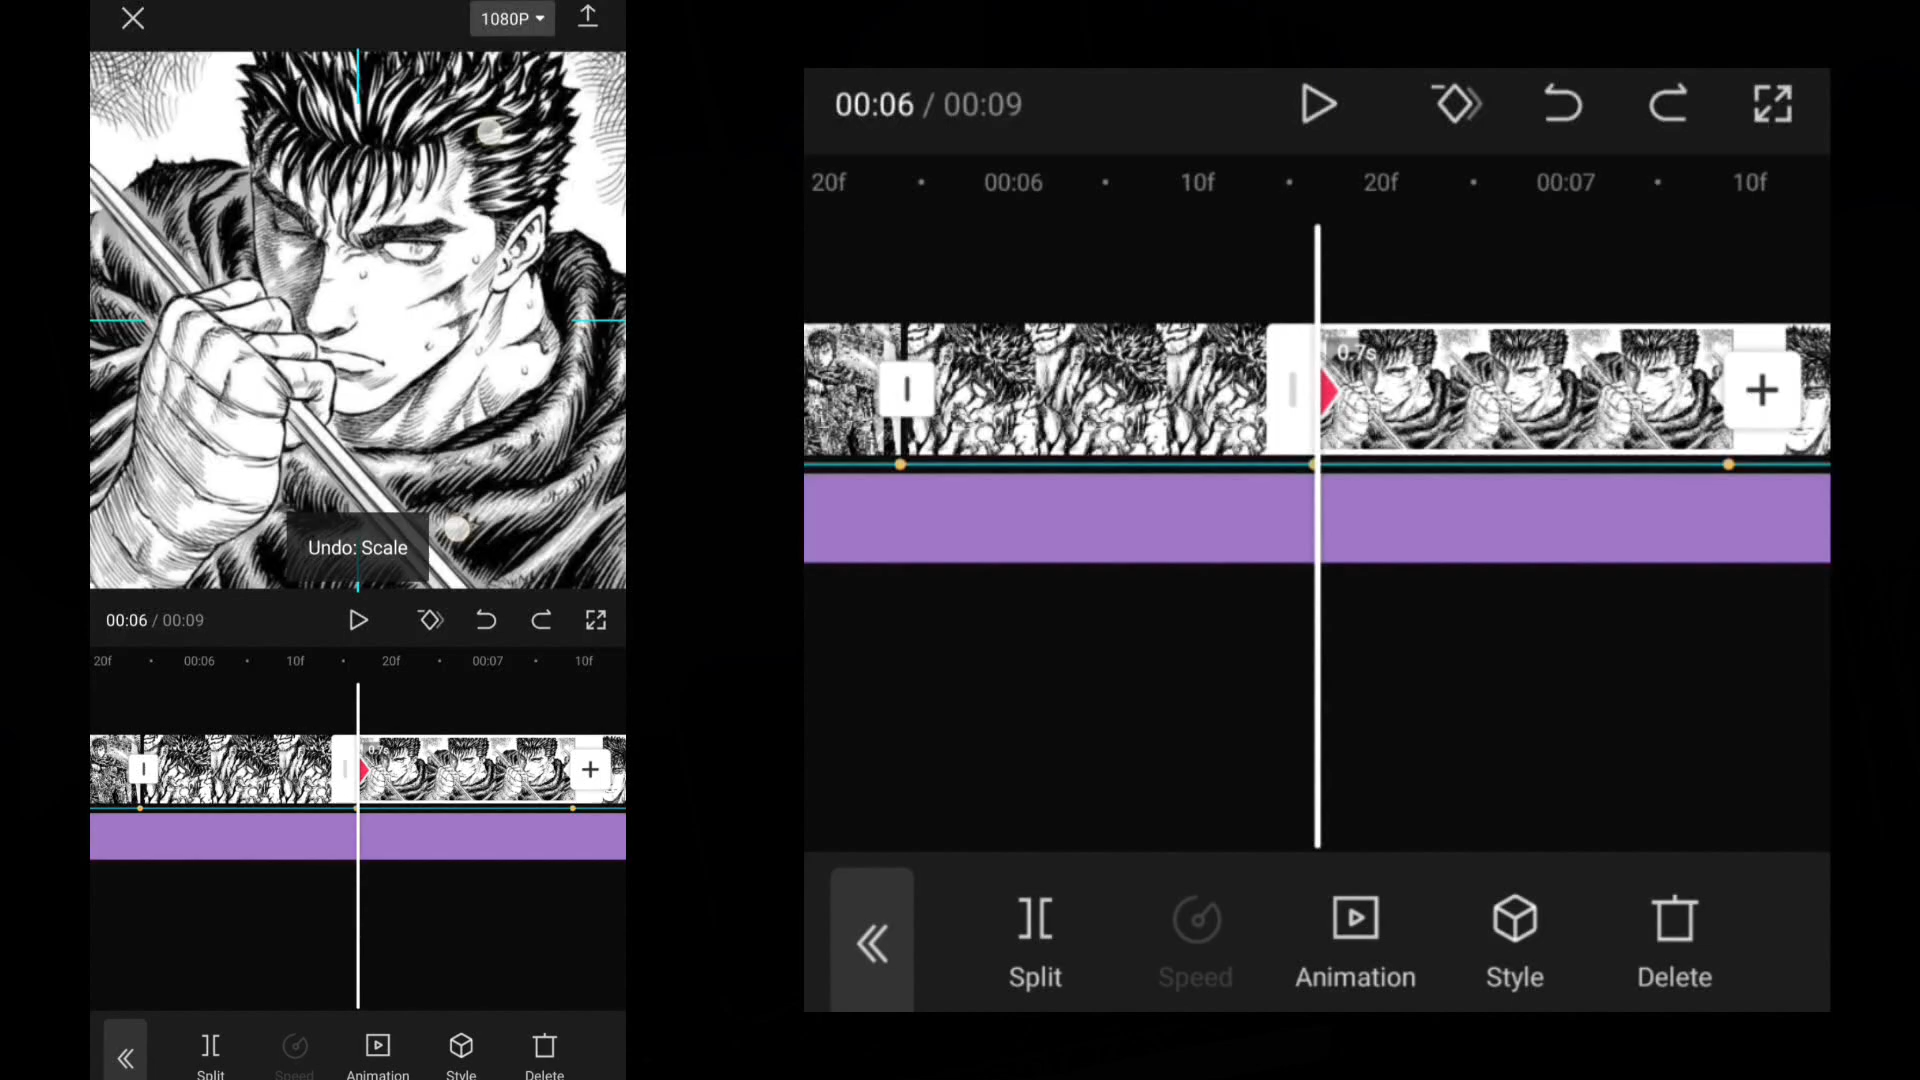 1080P
Undo: Scale
00:06 / 00:09
20f 00:06 10f 20f 00:07 10f
0.7s
Split Speed Animation Style Delete
00:06 / 00:09
20f 00:06 10f 20f 00:07 10f
0.7s
Split Speed Animation Style Delete